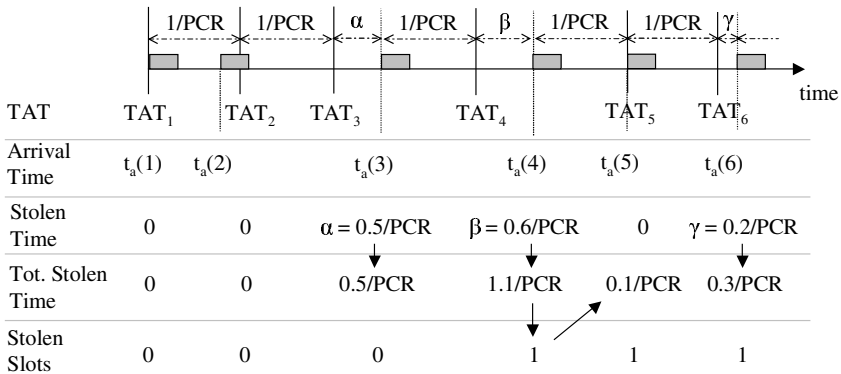 1/PCR 1/PCR α 1/PCR β 1/PCR 1/PCR γ
time
TAT TAT₁ TAT₂ TAT₃ TAT₄ TAT₅ TAT₆
Arrival
Time tₐ(1) tₐ(2) tₐ(3) tₐ(4) tₐ(5) tₐ(6)
Stolen
Time 0 0 α = 0.5/PCR β = 0.6/PCR 0 γ = 0.2/PCR
Tot. Stolen
Time 0 0 0.5/PCR 1.1/PCR 0.1/PCR 0.3/PCR
Stolen
Slots 0 0 0 1 1 1